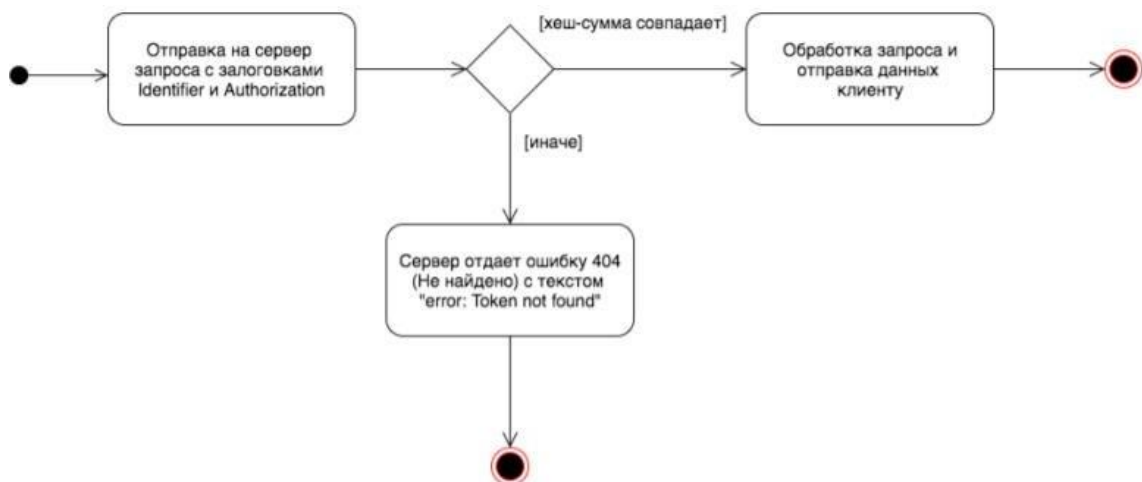 Отправка на сервер
запроса с залоговками
Identifier и Authorization
[хеш-сумма совпадает]
Обработка запроса и
отправка данных
клиенту
[иначе]
Сервер отдает ошибку 404
(Не найдено) с текстом
"error: Token not found"